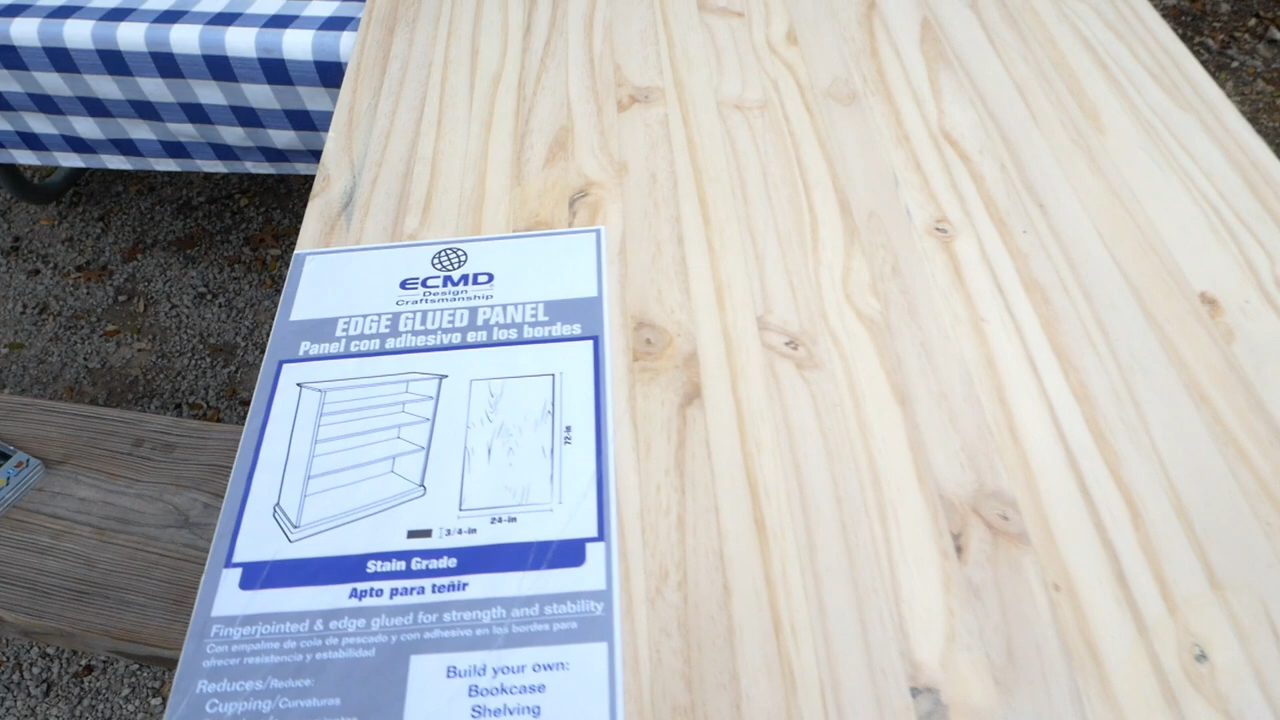 ECMD
Design
Craftsmanship
EDGE GLUED PANEL
Panel con adhesivo en los bordes
72-in
24-in
3/4-in
Stain Grade
Apto para teñir
Fingerjointed & edge glued for strength and stability
Con empalme de cola de pescado y con adhesivo en los bordes para
ofrecer resistencia y estabilidad
Reduces/Reduce:
Cupping/Curvaturas
Build your own:
Bookcase
Shelving